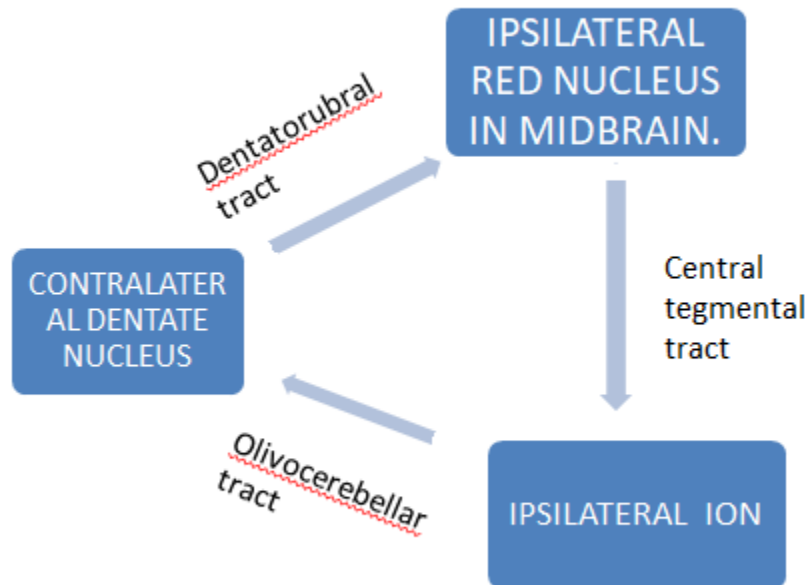 IPSILATERAL
RED NUCLEUS
IN MIDBRAIN.
Dentatorubral
tract
CONTRALATER
AL DENTATE
NUCLEUS
Central
tegmental
tract
Olivocerebellar
tract
IPSILATERAL ION